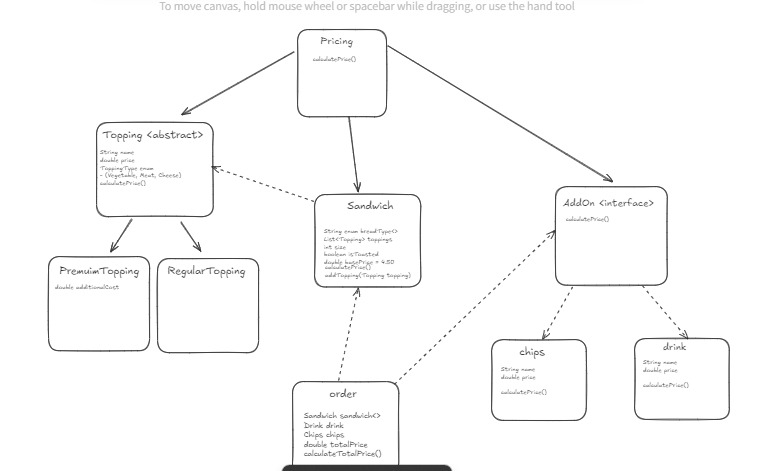 To move canvas, hold mouse wheel or spacebar while dragging, or use the hand tool
Pricing
calculatePrice()
Topping <abstract>
String name
double price
ToppingType enum
- (Vegetable, Meat, Cheese)
calculatePrice()
Sandwich
String enum breadType<>
List<Topping> toppings
int size
boolean isToasted
double basePrice = 4.50
calculatePrice()
addTopping(Topping topping)
AddOn <interface>
calculatePrice()
PremuimTopping
double additionalCost
RegularTopping
chips
String name
double price
calculatePrice()
drink
String name
double price
calculatePrice()
order
Sandwich sandwich<>
Drink drink
Chips chips
double totalPrice
calculateTotalPrice()